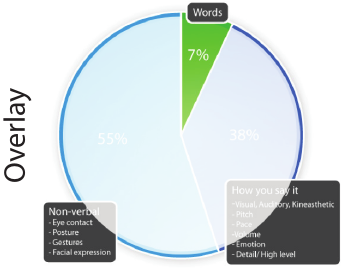 Words
7%
55%
38%
Overlay
Non-verbal
- Eye contact
- Posture
- Gestures
- Facial expression
How you say it
-Visual, Auditory, Kineasthetic
- Pitch
- Pace
-Volume
- Emotion
- Detail/ High level